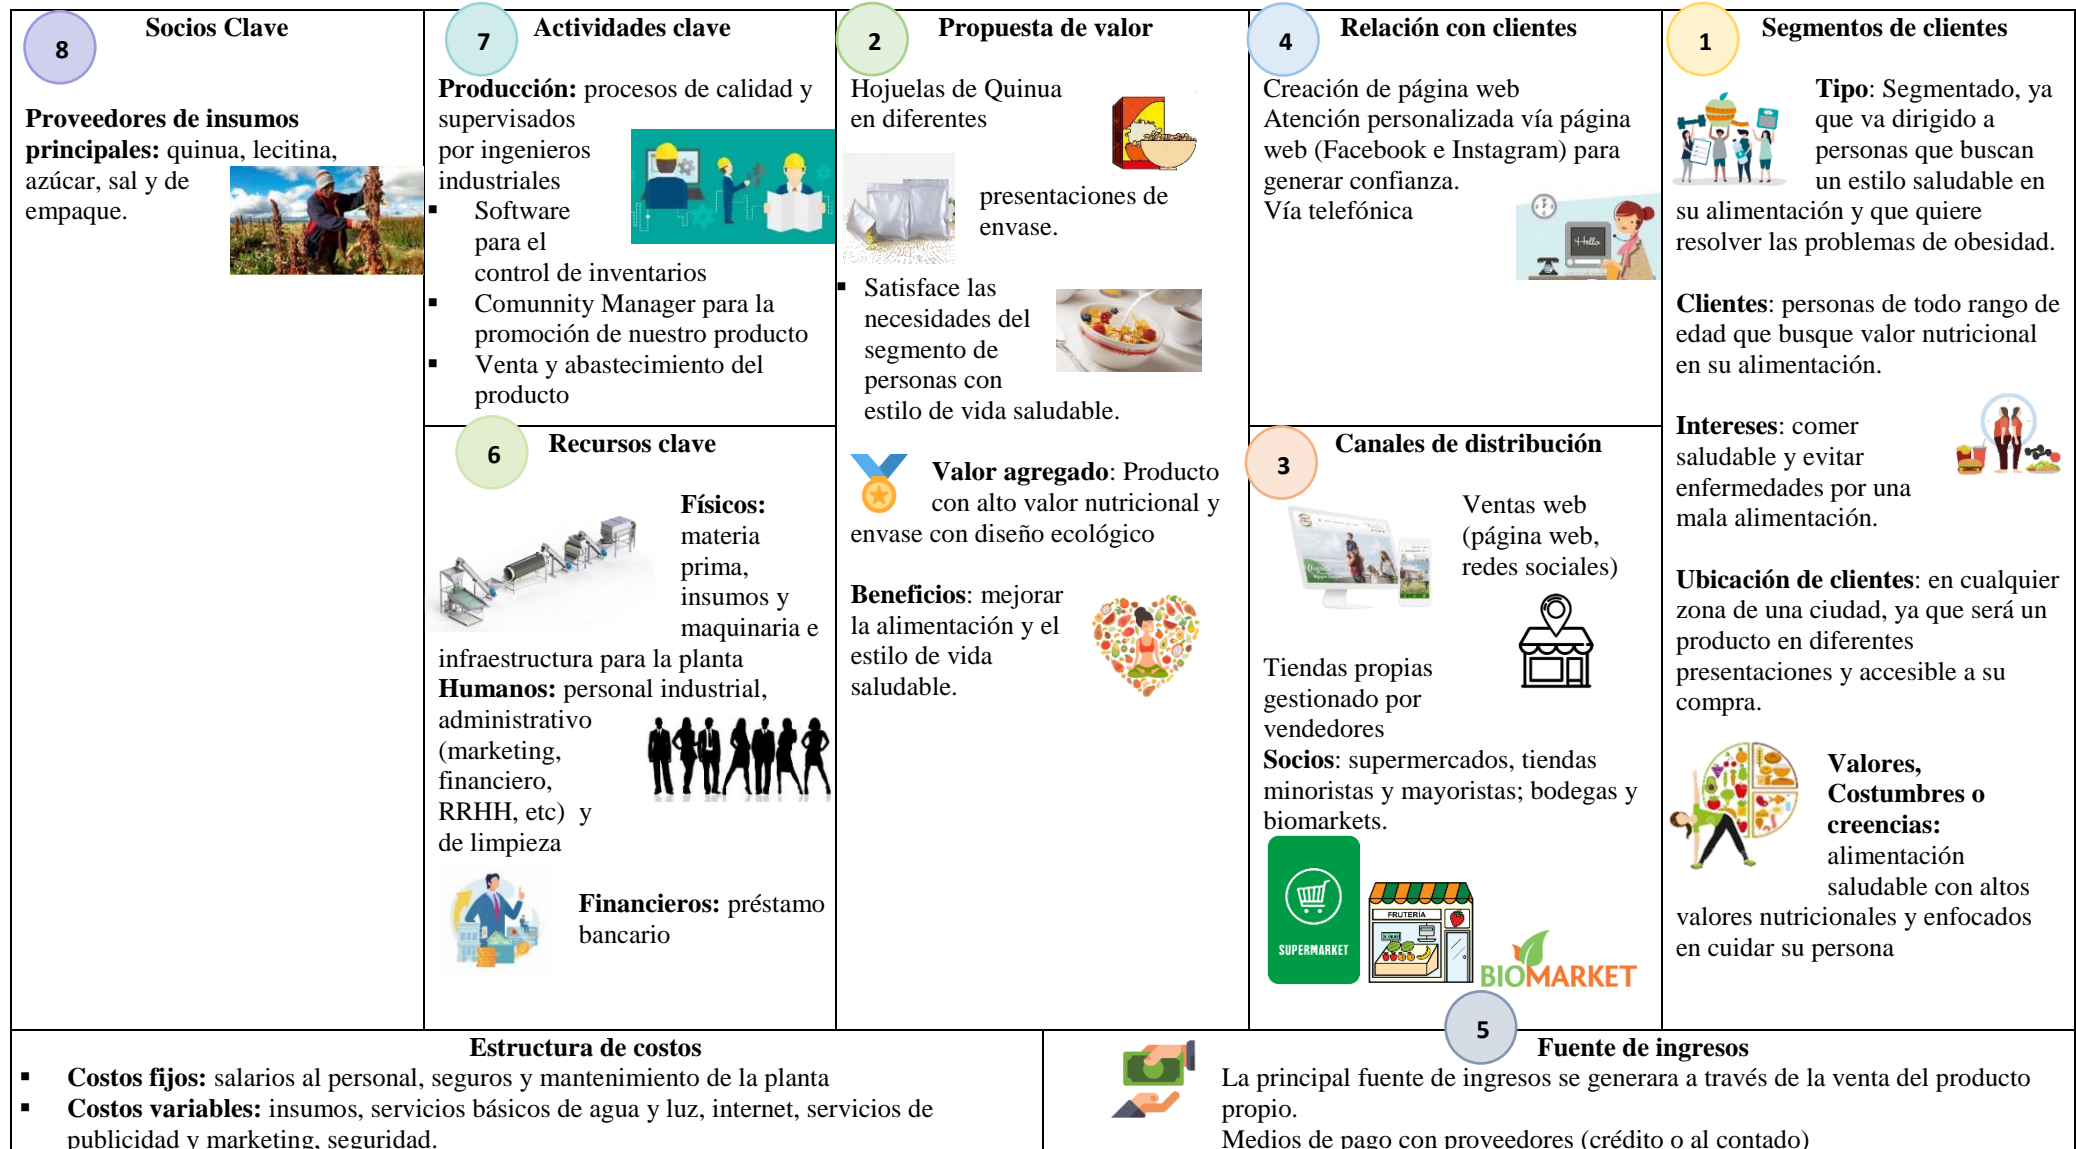 8
Socios Clave
Proveedores de insumos
principales: quinua, lecitina,
azúcar, sal y de
empaque.
7
Actividades clave
Producción: procesos de calidad y
supervisados
por ingenieros
industriales
▪ Software
para el
control de inventarios
▪ Comunnity Manager para la
promoción de nuestro producto
▪ Venta y abastecimiento del
producto
6
Recursos clave
Físicos:
materia
prima,
insumos y
maquinaria e
infraestructura para la planta
Humanos: personal industrial,
administrativo
(marketing,
financiero,
RRHH, etc) y
de limpieza
Financieros: préstamo
bancario
2
Propuesta de valor
Hojuelas de Quinua
en diferentes
presentaciones de
envase.
▪ Satisface las
necesidades del
segmento de
personas con
estilo de vida saludable.
Valor agregado: Producto
con alto valor nutricional y
envase con diseño ecológico
Beneficios: mejorar
la alimentación y el
estilo de vida
saludable.
4
Relación con clientes
Creación de página web
Atención personalizada vía página
web (Facebook e Instagram) para
generar confianza.
Vía telefónica
Hello
3
Canales de distribución
Ventas web
(página web,
redes sociales)
Tiendas propias
gestionado por
vendedores
Socios: supermercados, tiendas
minoristas y mayoristas; bodegas y
biomarkets.
SUPERMARKET
FRUTERÍA
BIOMARKET
1
Segmentos de clientes
Tipo: Segmentado, ya
que va dirigido a
personas que buscan
un estilo saludable en
su alimentación y que quiere
resolver las problemas de obesidad.
Clientes: personas de todo rango de
edad que busque valor nutricional
en su alimentación.
Intereses: comer
saludable y evitar
enfermedades por una
mala alimentación.
Ubicación de clientes: en cualquier
zona de una ciudad, ya que será un
producto en diferentes
presentaciones y accesible a su
compra.
Valores,
Costumbres o
creencias:
alimentación
saludable con altos
valores nutricionales y enfocados
en cuidar su persona
Estructura de costos
▪ Costos fijos: salarios al personal, seguros y mantenimiento de la planta
▪ Costos variables: insumos, servicios básicos de agua y luz, internet, servicios de
publicidad y marketing, seguridad.
5
Fuente de ingresos
La principal fuente de ingresos se generara a través de la venta del producto
propio.
Medios de pago con proveedores (crédito o al contado)